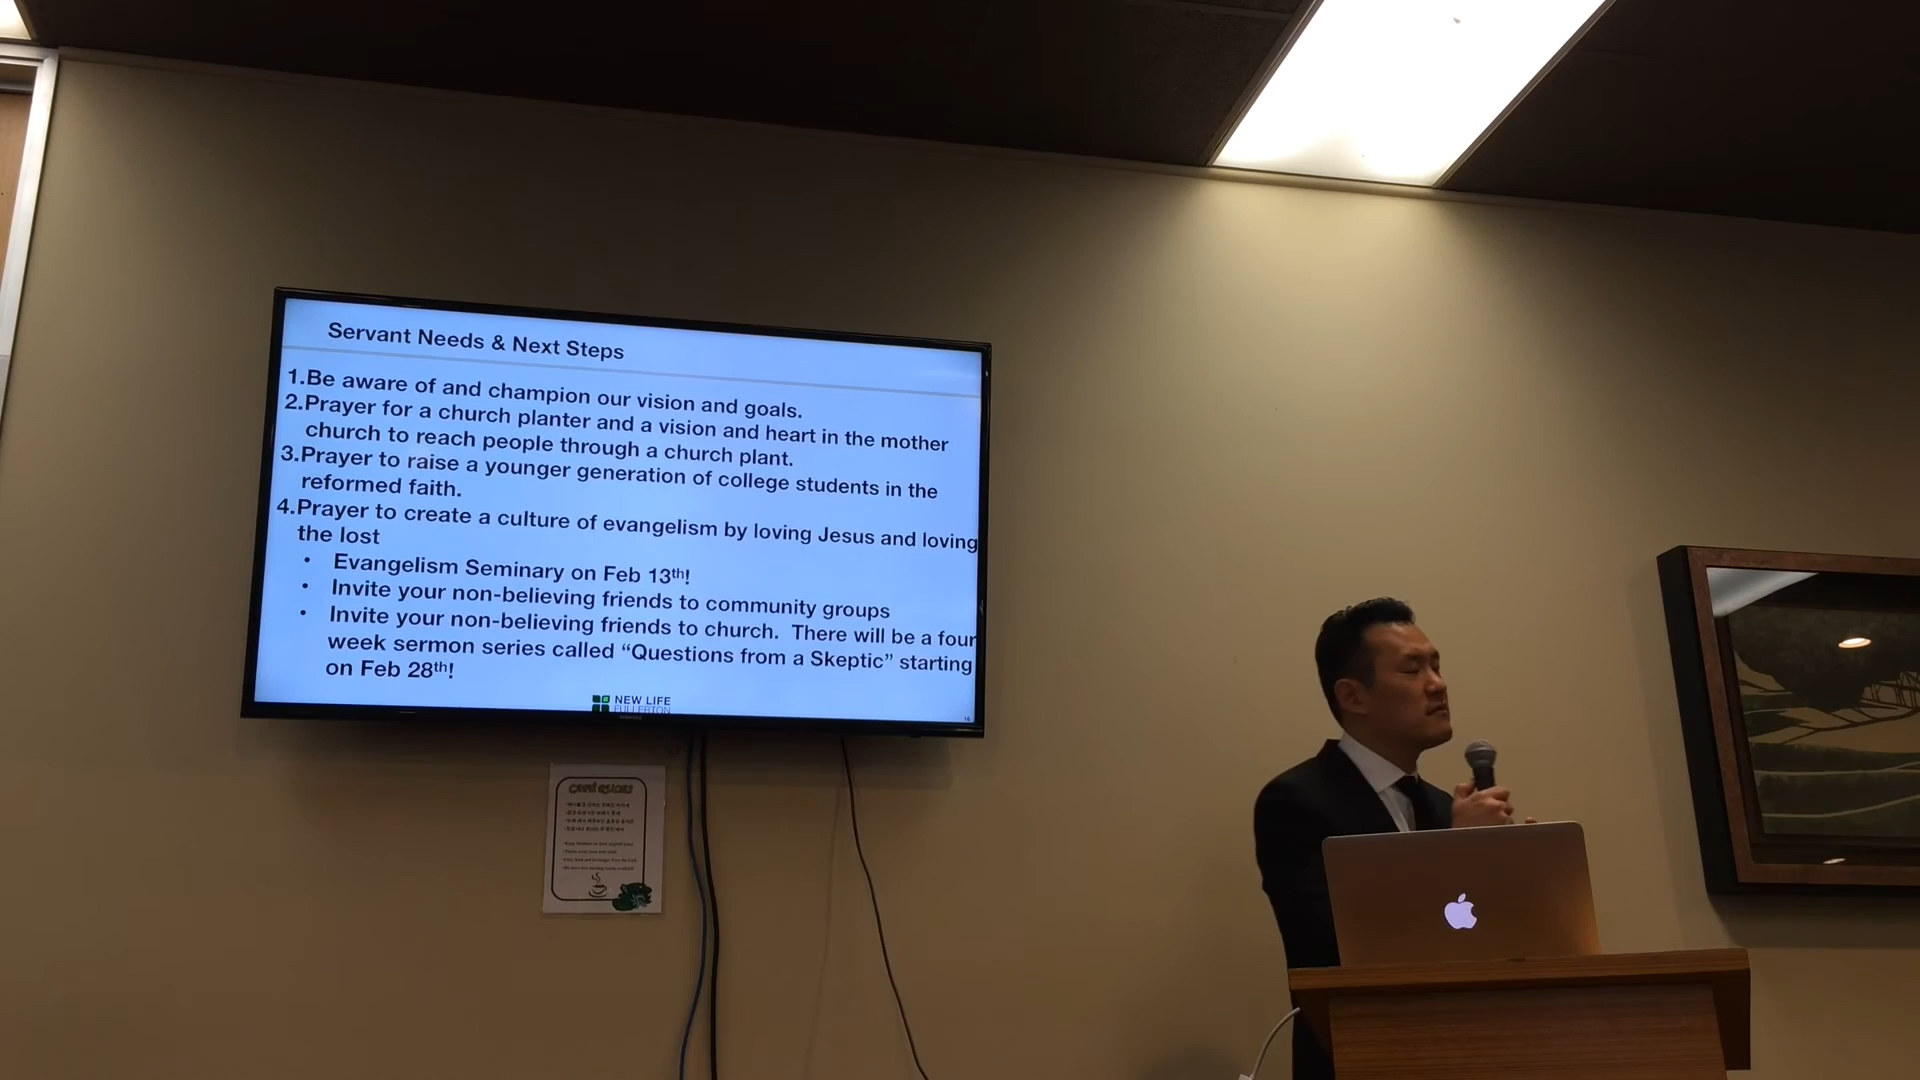 Servant Needs & Next Steps
1.Be aware of and champion our vision and goals.
2.Prayer for a church planter and a vision and heart in the mother
church to reach people through a church plant.
3.Prayer to raise a younger generation of college students in the
reformed faith.
4.Prayer to create a culture of evangelism by loving Jesus and loving
the lost
• Evangelism Seminary on Feb 13th!
• Invite your non-believing friends to community groups
• Invite your non-believing friends to church. There will be a four
week sermon series called “Questions from a Skeptic” starting
on Feb 28th!
NEW LIFE
FULLERTON
16